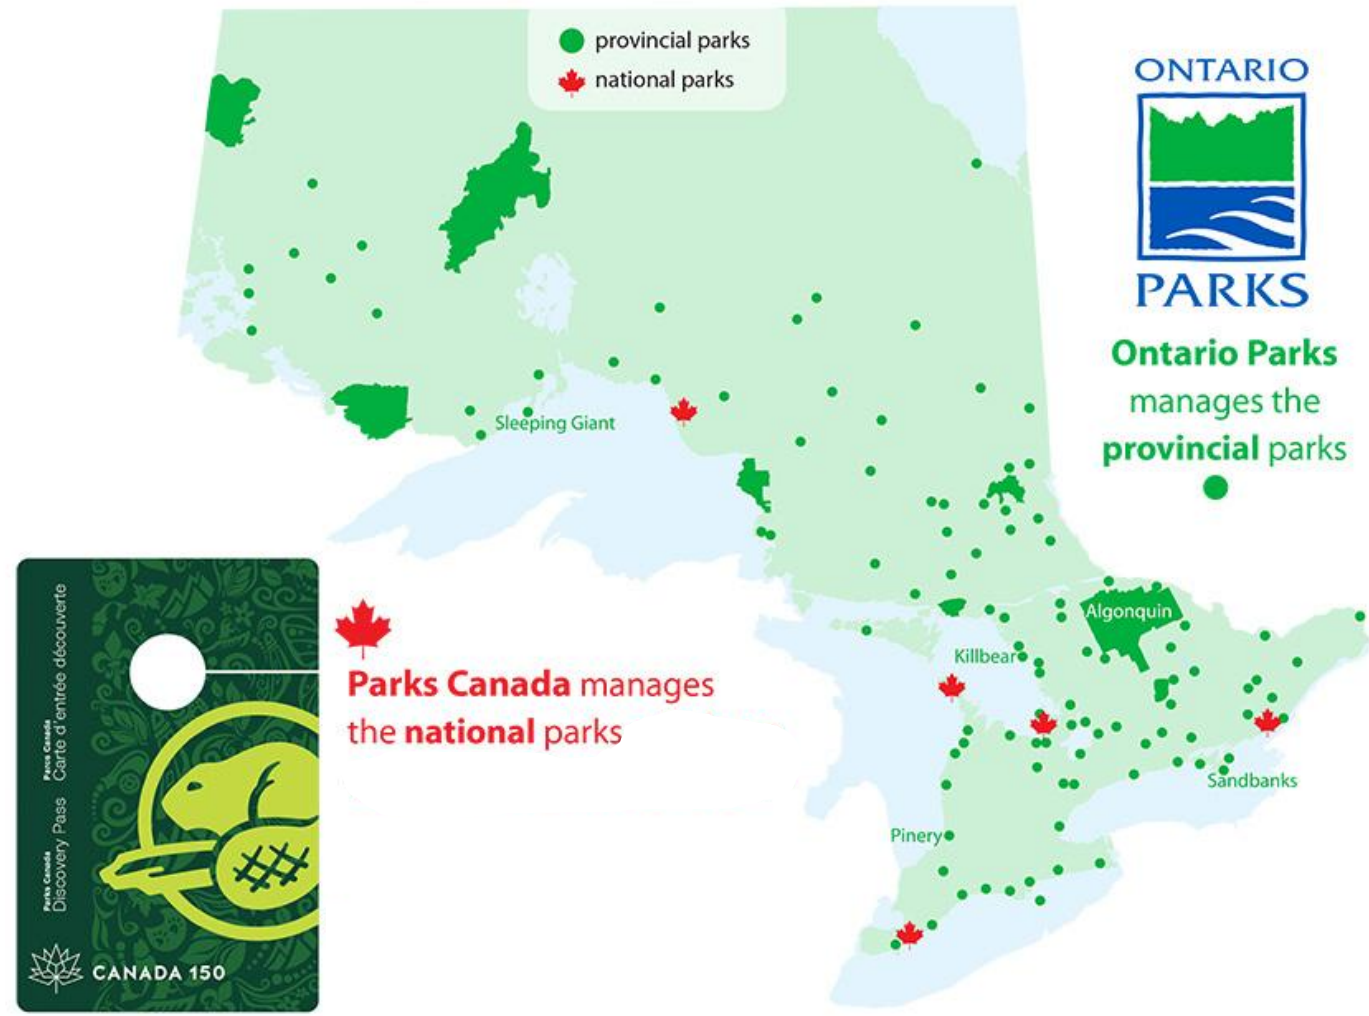 provincial parks
national parks
ONTARIO
PARKS
Ontario Parks
manages the
provincial parks
Sleeping Giant
Algonquin
Killbear
Sandbanks
Pinery
Parks Canada manages
the national parks
Parks Canada
Discovery Pass
Parcs Canada
Carte d'entrée découverte
CANADA 150